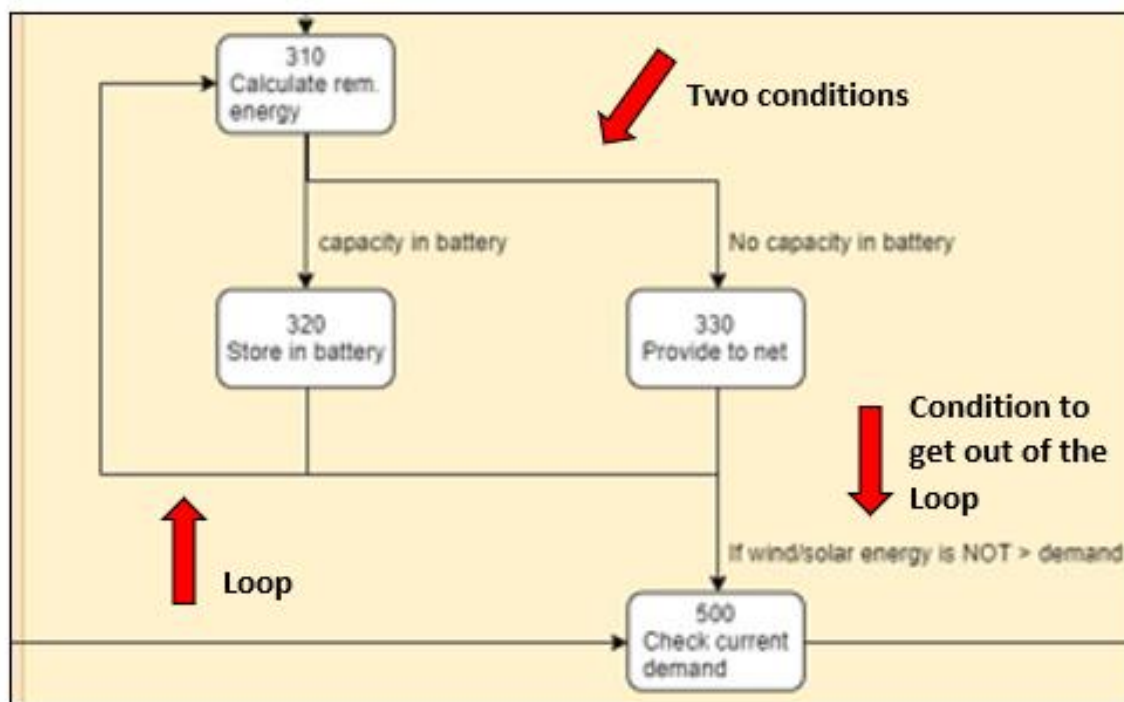 310
Calculate rem.
energy
Two conditions
capacity in battery
No capacity in battery
320
Store in battery
330
Provide to net
Condition to
get out of the
Loop
If wind/solar energy is NOT > demand
Loop
500
Check current
demand